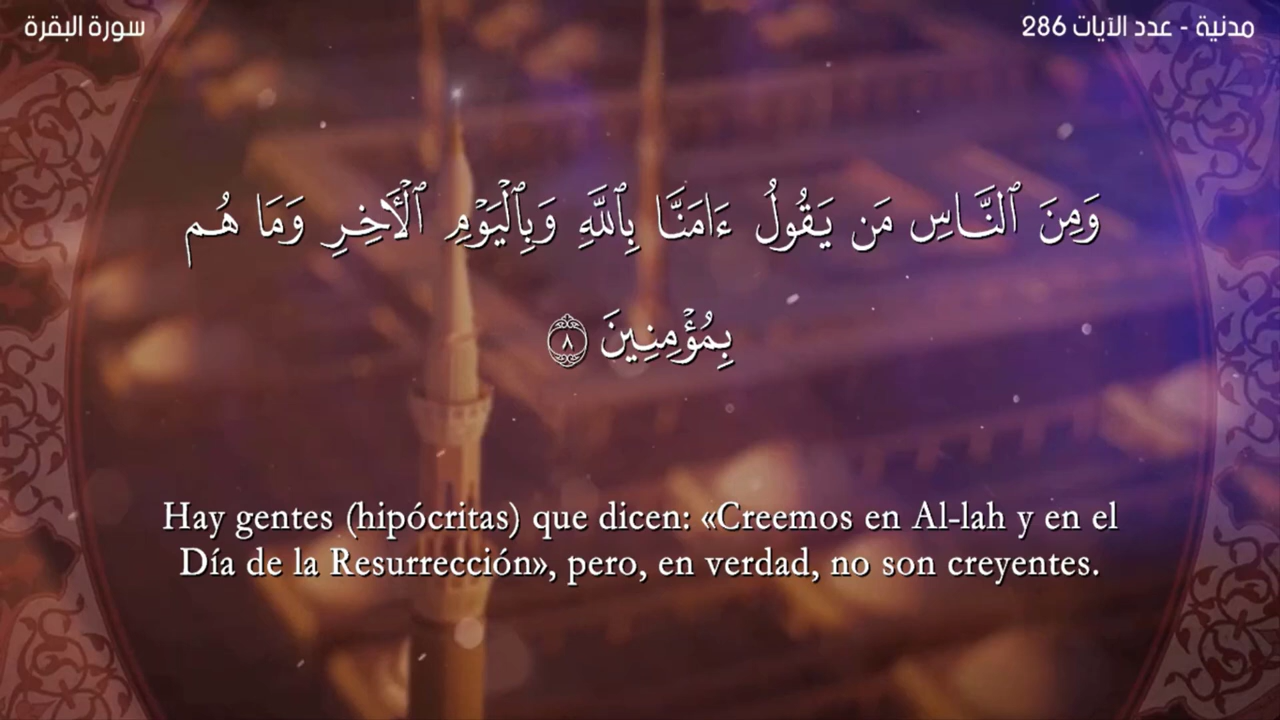 سورة البقرة
مدنية - عدد الآيات 286
وَمِنَ ٱلنَّاسِ مَن يَقُولُ ءَامَنَّا بِٱللَّهِ وَبِٱلْيَوْمِ ٱلْأَخِرِ وَمَا هُم
بِمُؤْمِنِينَ ٨
Hay gentes (hipócritas) que dicen: «Creemos en Al-lah y en el
Día de la Resurrección», pero, en verdad, no son creyentes.